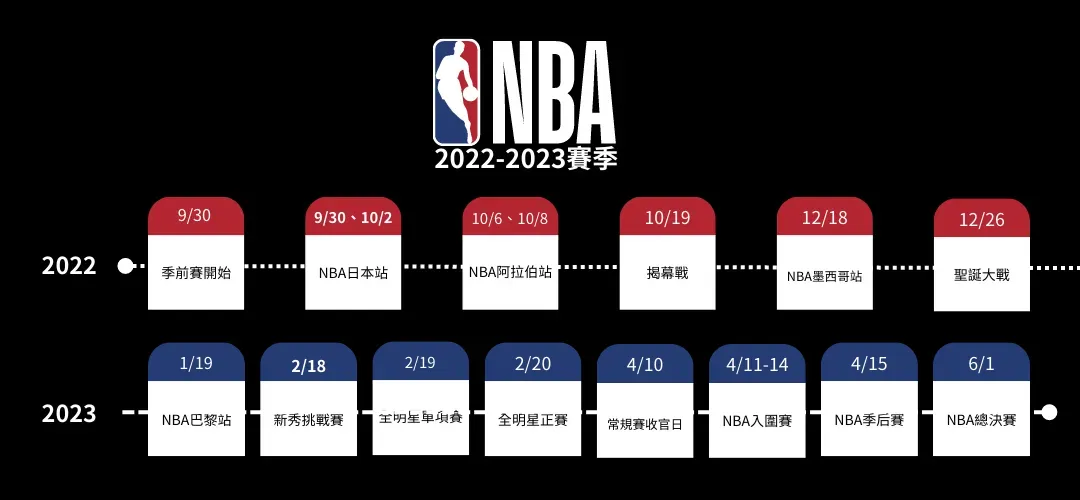 NBA
2022-2023賽季
2022
9/30
季前賽開始
9/30、10/2
NBA日本站
10/6、10/8
NBA阿拉伯站
10/19
揭幕戰
12/18
NBA墨西哥站
12/26
聖誕大戰
2023
1/19
NBA巴黎站
2/18
新秀挑戰賽
2/19
全明星單項賽
2/20
全明星正賽
4/10
常規賽收官日
4/11-14
NBA入圍賽
4/15
NBA季后賽
6/1
NBA總決賽